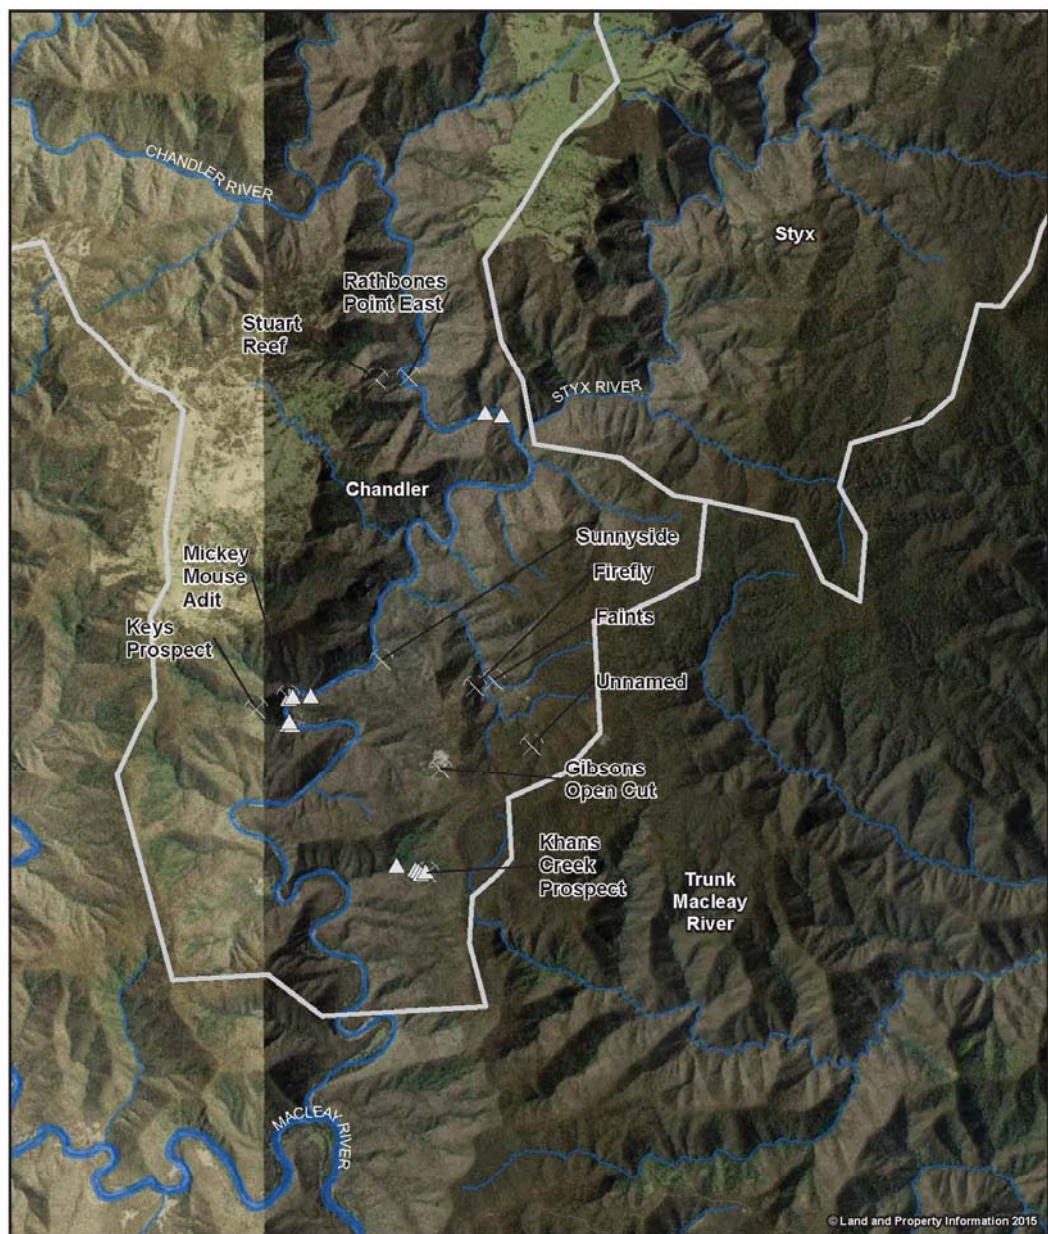 CHANDLER RIVER
Styx
Rathbones
Point East
Stuart
Reef
STYX RIVER
Chandler
Sunnyside
Mickey
Mouse
Adit
Firefly
Faints
Keys
Prospect
Unnamed
Gibsons
Open Cut
Khans
Creek
Prospect
Trunk
Macleay
River
MACLEAY RIVER
© Land and Property Information 2015